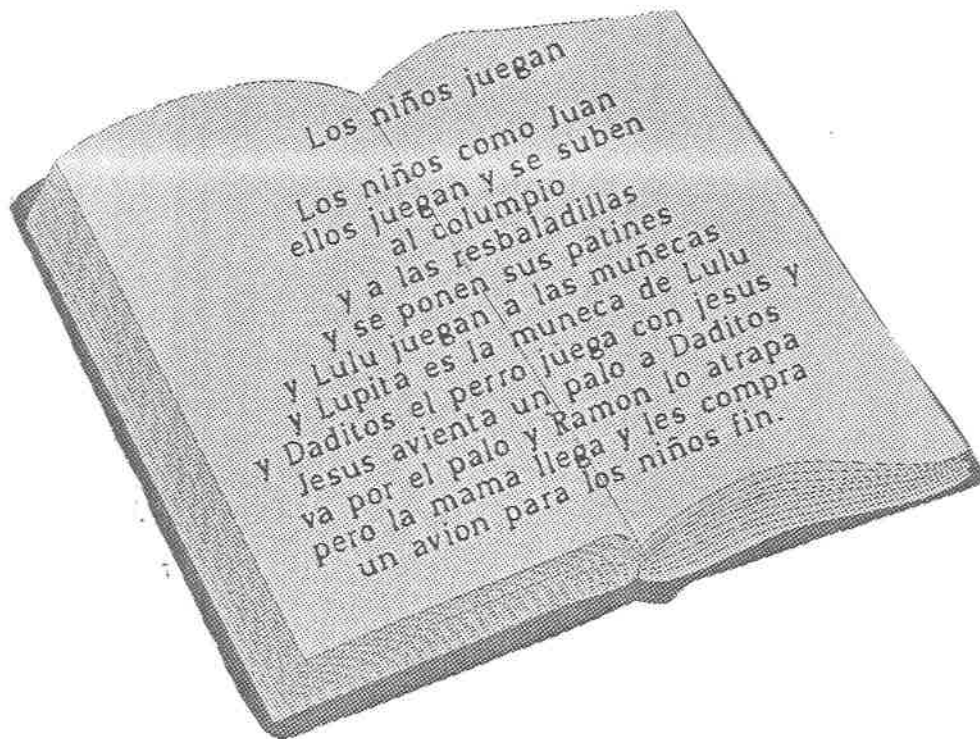 Los niños juegan
Los niños como Juan
ellos juegan y se suben
al columpio
y a las resbaladillas
y se ponen sus patines
y Lulu juegan a las muñecas
y Lupita es la muneca de Lulu
y Daditos el perro juega con jesus y
Jesus avienta un palo a Daditos
va por el palo y Ramon lo atrapa
pero la mama llega y les compra
un avion para los niños fin.